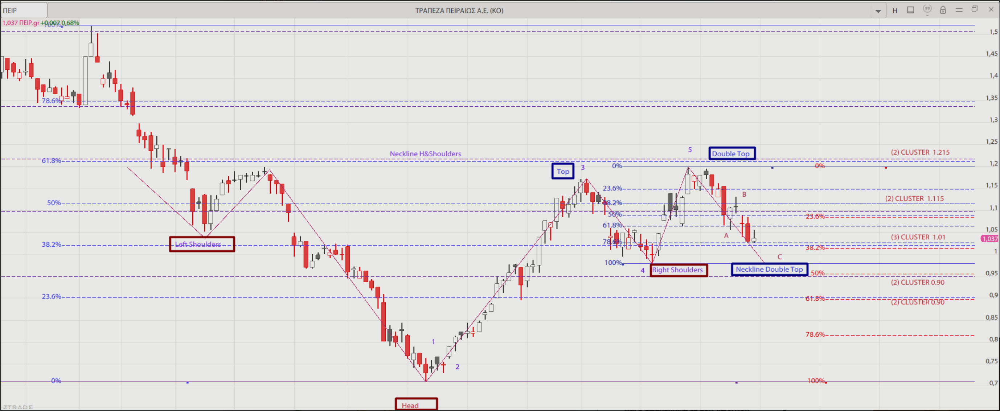 ΠΕΙΡ
ΤΡΑΠΕΖΑ ΠΕΙΡΑΙΩΣ Α.Ε. (ΚΟ)
H
1,037 ΠΕΙΡ.gr +0,007 0,68%
100%
1,5
1,45
1,4
78.6%
1,35
1,3
1,25
5
Double Top
(2) CLUSTER 1.215
Neckline H&Shoulders
61.8%
1,2
Top
3
0%
0%
23.6%
1,15
B
(2) CLUSTER 1.115
50%
38.2%
1,1
50%
23.6%
61.8%
1,05
A
(3) CLUSTER 1.01
1,037
38.2%
Left Shoulders
78.6%
38.2%
1
C
100%
4
Right Shoulders
Neckline Double Top
50%
0,95
(2) CLUSTER 0.90
23.6%
61.8%
0,9
(2) CLUSTER 0.90
0,85
78.6%
1
0,8
2
0,75
0%
100%
0,7
Head
ZTRADE